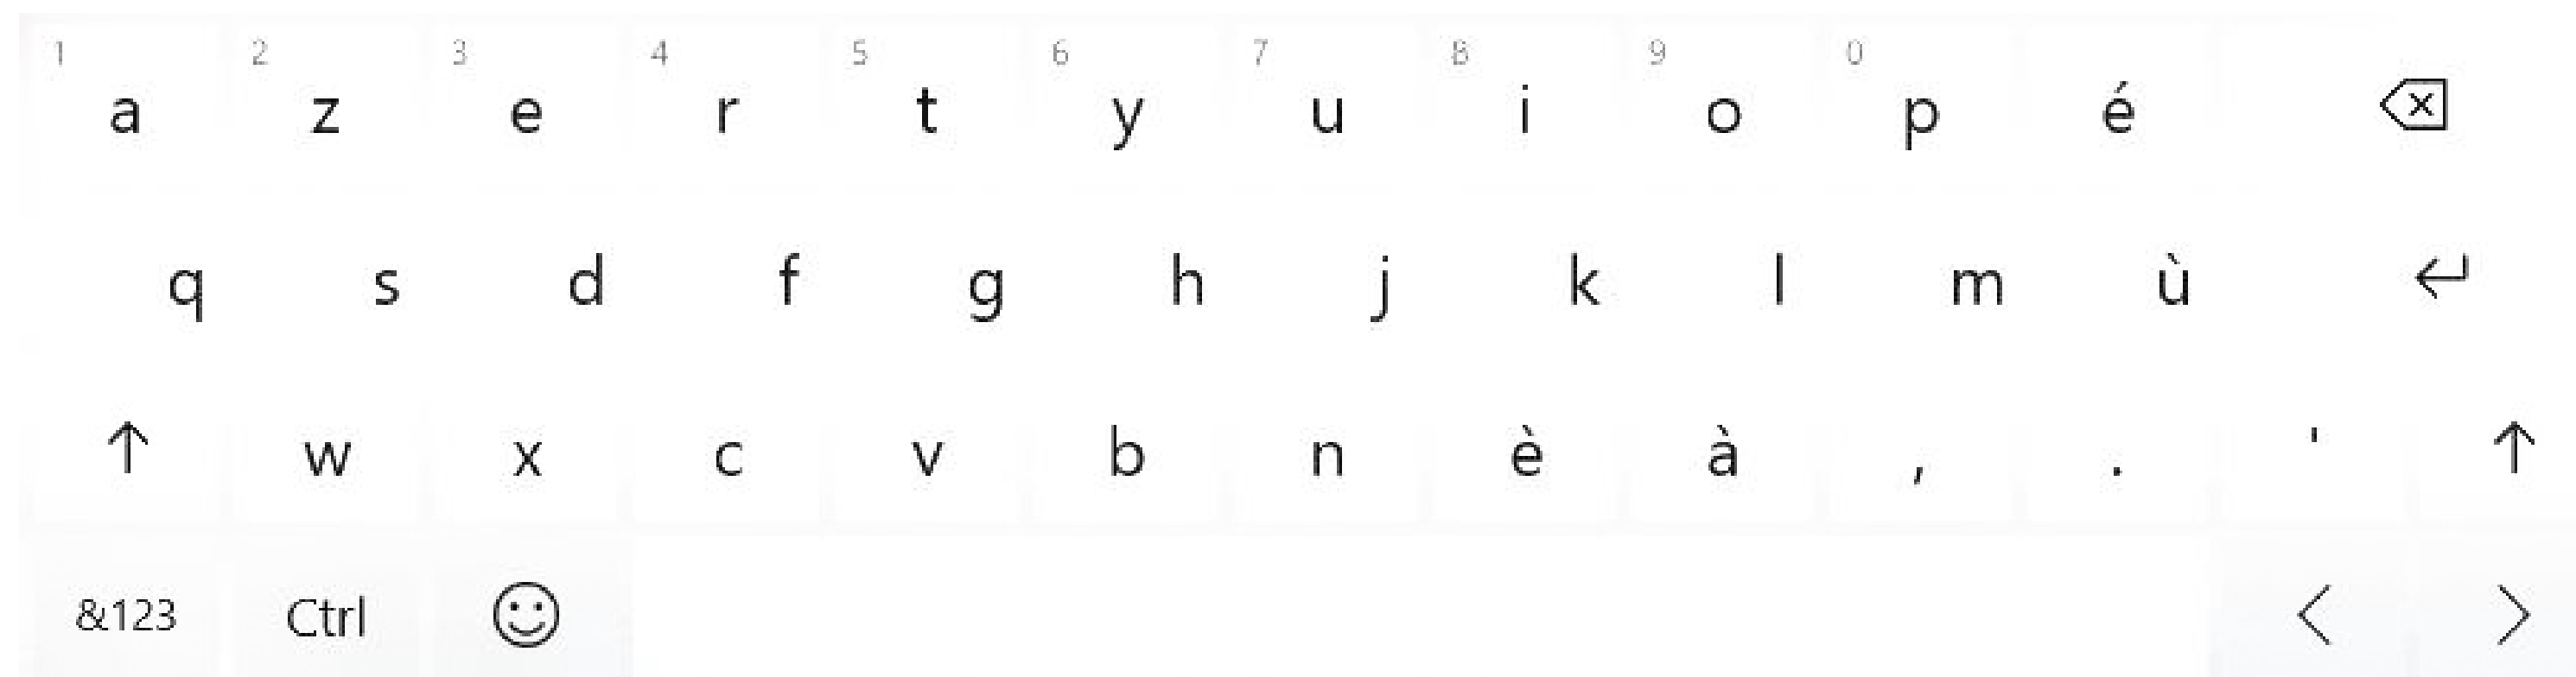 1 2 3 4 5 6 7 8 9 0
a z e r t y u i o p é
q s d f g h j k l m ù
↑ w x c v b n è à , . ' ↑
&123 Ctrl < >